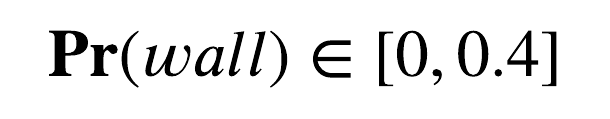 Pr(wall) ∈ [0, 0.4]